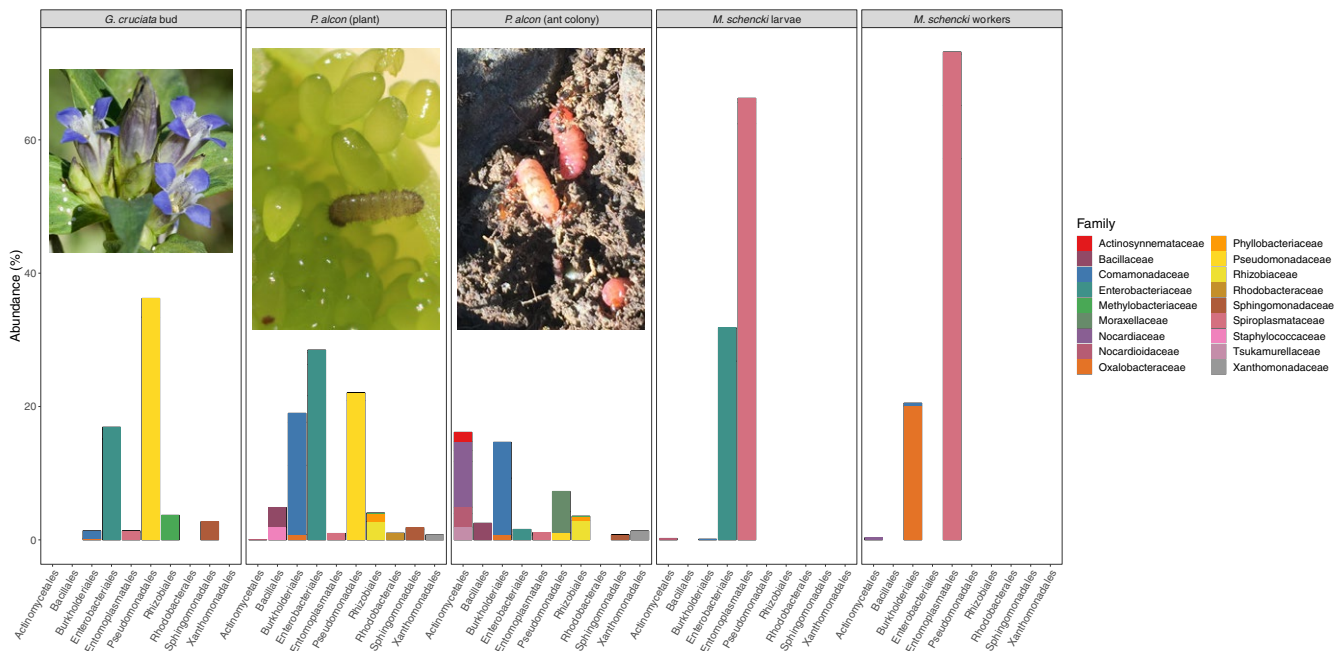 G. cruciata bud
P. alcon (plant)
P. alcon (ant colony)
M. schencki larvae
M. schencki workers
Abundance (%)
60
40
20
0
Actinomycetales
Bacillales
Burkholderiales
Enterobacteriales
Entomoplasmatales
Pseudomonadales
Rhizobiales
Rhodobacterales
Sphingomonadales
Xanthomonadales
Actinomycetales
Bacillales
Burkholderiales
Enterobacteriales
Entomoplasmatales
Pseudomonadales
Rhizobiales
Rhodobacterales
Sphingomonadales
Xanthomonadales
Actinomycetales
Bacillales
Burkholderiales
Enterobacteriales
Entomoplasmatales
Pseudomonadales
Rhizobiales
Rhodobacterales
Sphingomonadales
Xanthomonadales
Actinomycetales
Bacillales
Burkholderiales
Enterobacteriales
Entomoplasmatales
Pseudomonadales
Rhizobiales
Rhodobacterales
Sphingomonadales
Xanthomonadales
Actinomycetales
Bacillales
Burkholderiales
Enterobacteriales
Entomoplasmatales
Pseudomonadales
Rhizobiales
Rhodobacterales
Sphingomonadales
Xanthomonadales
Family
Actinosynnemataceae
Bacillaceae
Comamonadaceae
Enterobacteriaceae
Methylobacteriaceae
Moraxellaceae
Nocardiaceae
Nocardioidaceae
Oxalobacteraceae
Phyllobacteriaceae
Pseudomonadaceae
Rhizobiaceae
Rhodobacteraceae
Sphingomonadaceae
Spiroplasmataceae
Staphylococcaceae
Tsukamurellaceae
Xanthomonadaceae